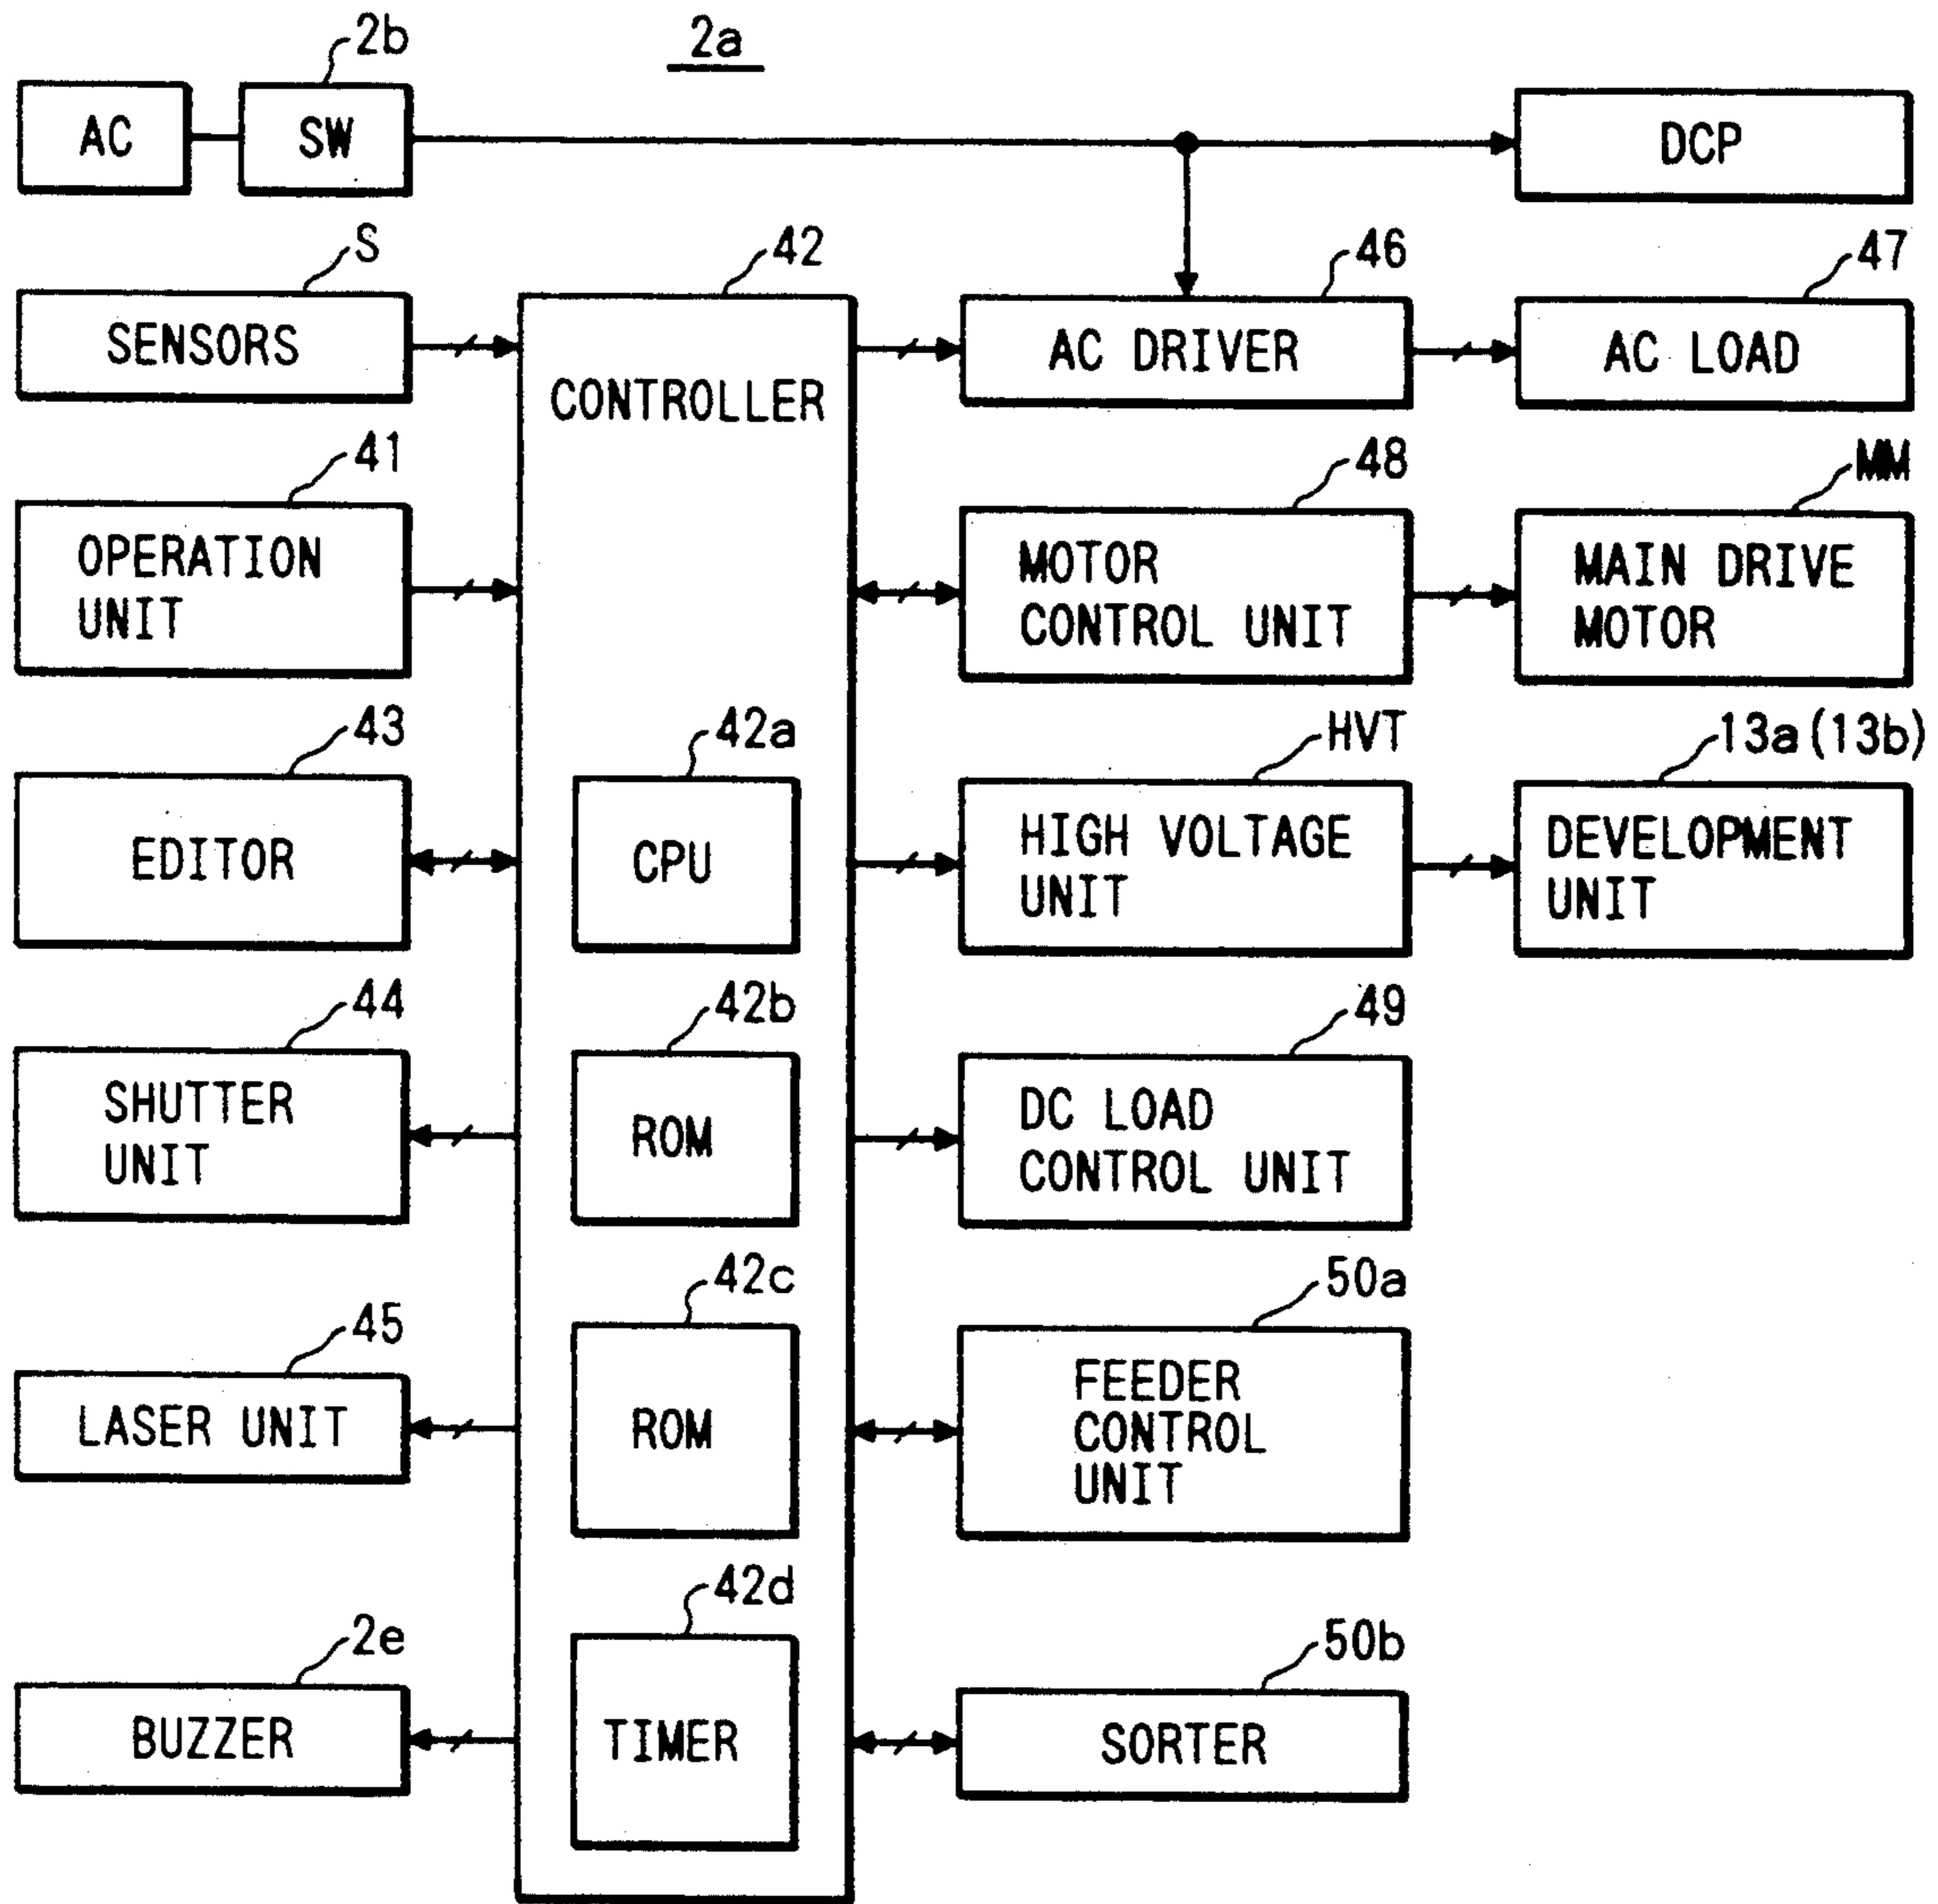 2b
2a
AC
SW
DCP
S
42
46
47
SENSORS
CONTROLLER
AC DRIVER
AC LOAD
41
48
MM
OPERATION
UNIT
MOTOR
CONTROL UNIT
MAIN DRIVE
MOTOR
43
42a
HVT
13a(13b)
EDITOR
CPU
HIGH VOLTAGE
UNIT
DEVELOPMENT
UNIT
44
42b
49
SHUTTER
UNIT
ROM
DC LOAD
CONTROL UNIT
45
42c
50a
LASER UNIT
ROM
FEEDER
CONTROL
UNIT
2e
42d
50b
BUZZER
TIMER
SORTER